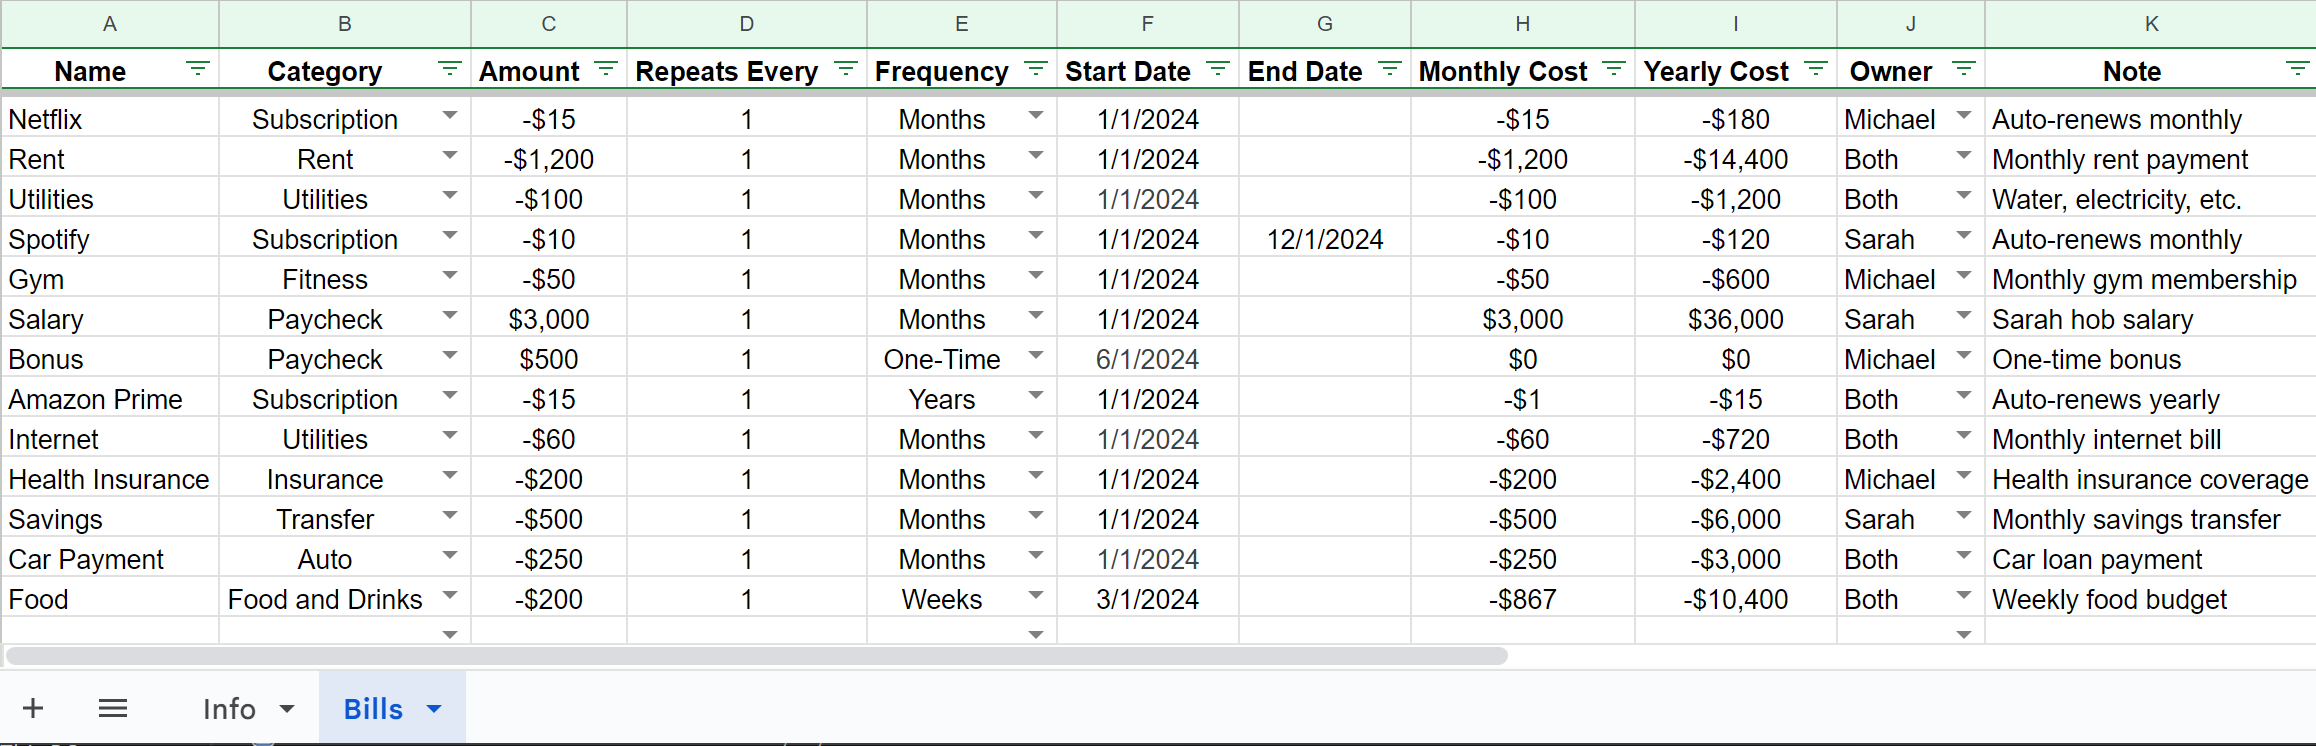 A B C D E F G H I J K
Name Category Amount Repeats Every Frequency Start Date End Date Monthly Cost Yearly Cost Owner Note
Netflix Subscription -$15 1 Months 1/1/2024 -$15 -$180 Michael Auto-renews monthly
Rent Rent -$1,200 1 Months 1/1/2024 -$1,200 -$14,400 Both Monthly rent payment
Utilities Utilities -$100 1 Months 1/1/2024 -$100 -$1,200 Both Water, electricity, etc.
Spotify Subscription -$10 1 Months 1/1/2024 12/1/2024 -$10 -$120 Sarah Auto-renews monthly
Gym Fitness -$50 1 Months 1/1/2024 -$50 -$600 Michael Monthly gym membership
Salary Paycheck $3,000 1 Months 1/1/2024 $3,000 $36,000 Sarah Sarah hob salary
Bonus Paycheck $500 1 One-Time 6/1/2024 $0 $0 Michael One-time bonus
Amazon Prime Subscription -$15 1 Years 1/1/2024 -$1 -$15 Both Auto-renews yearly
Internet Utilities -$60 1 Months 1/1/2024 -$60 -$720 Both Monthly internet bill
Health Insurance Insurance -$200 1 Months 1/1/2024 -$200 -$2,400 Michael Health insurance coverage
Savings Transfer -$500 1 Months 1/1/2024 -$500 -$6,000 Sarah Monthly savings transfer
Car Payment Auto -$250 1 Months 1/1/2024 -$250 -$3,000 Both Car loan payment
Food Food and Drinks -$200 1 Weeks 3/1/2024 -$867 -$10,400 Both Weekly food budget
Info Bills